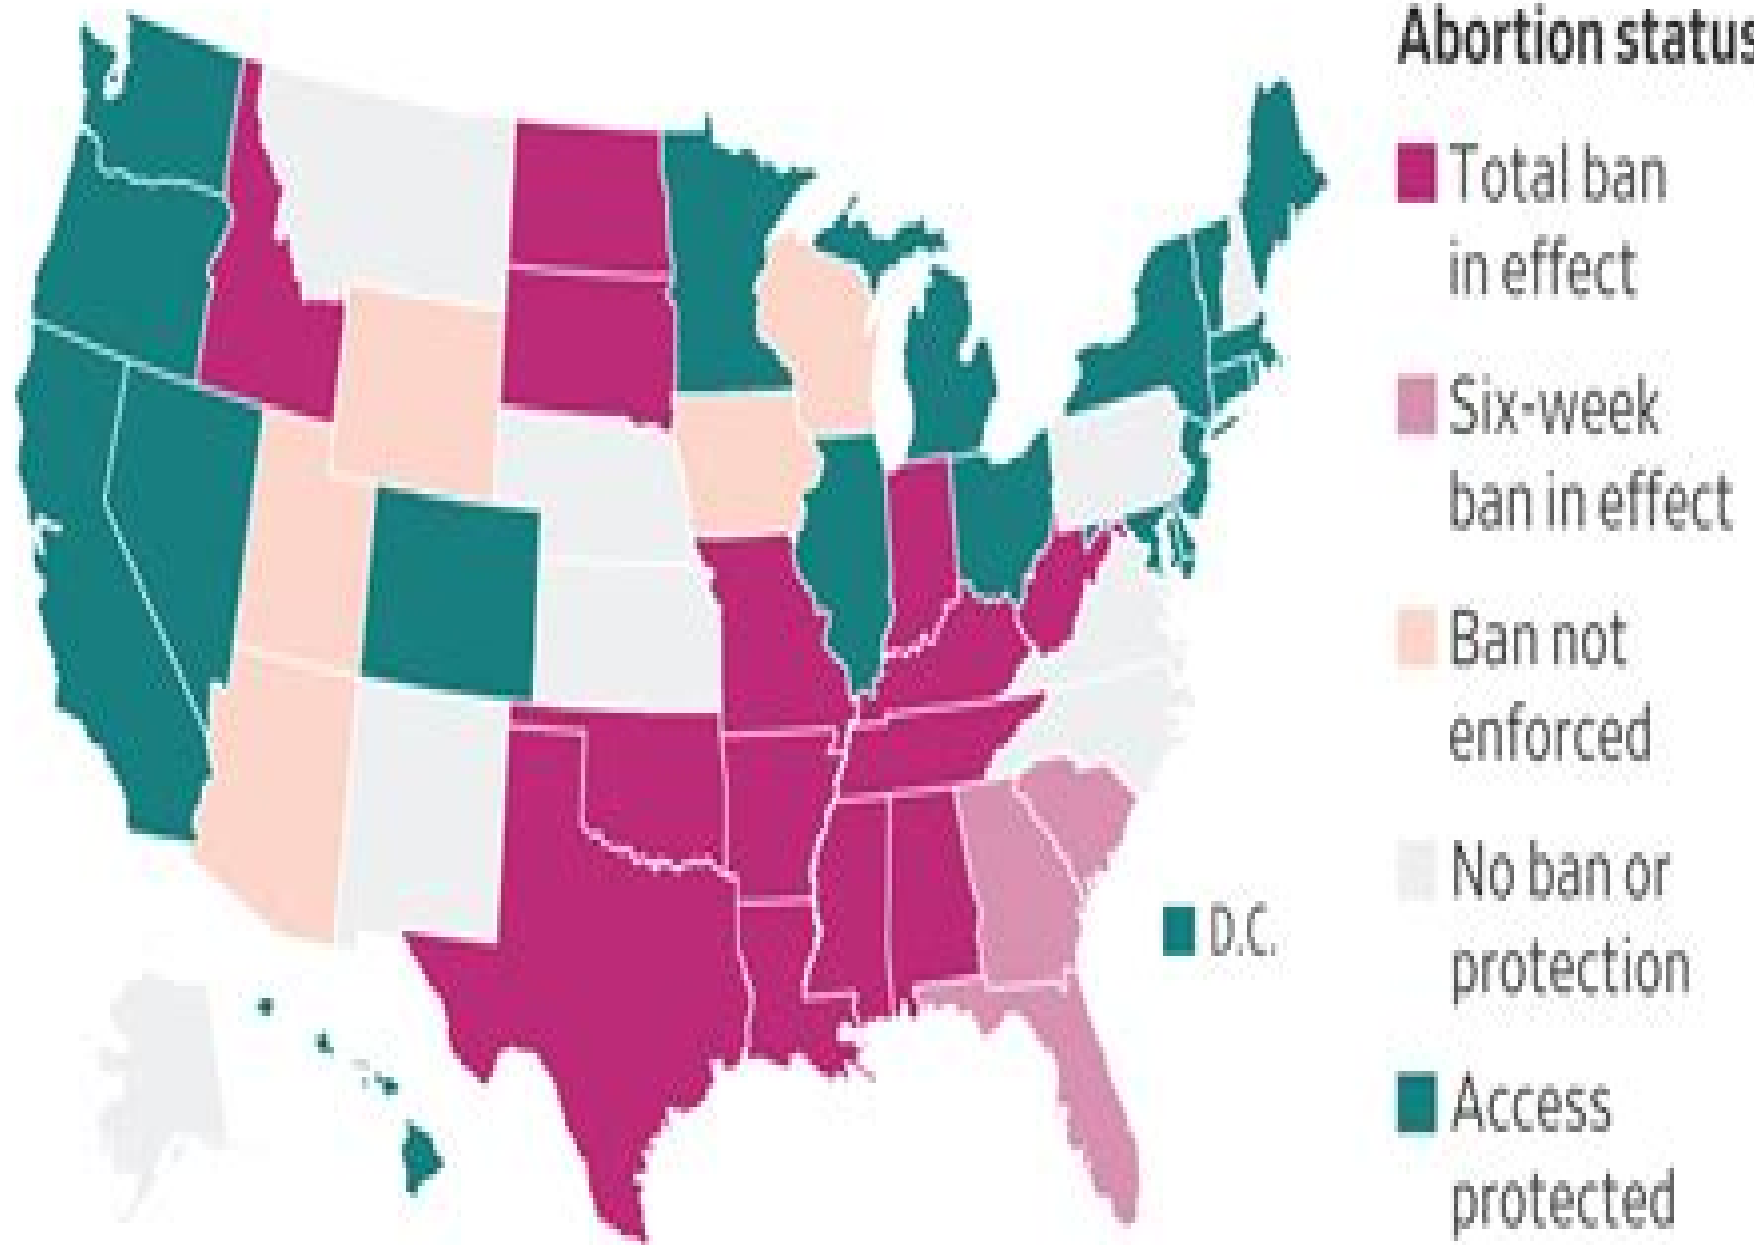 Abortion status
Total ban
in effect
Six-week
ban in effect
Ban not
enforced
No ban or
protection
D.C.
Access
protected